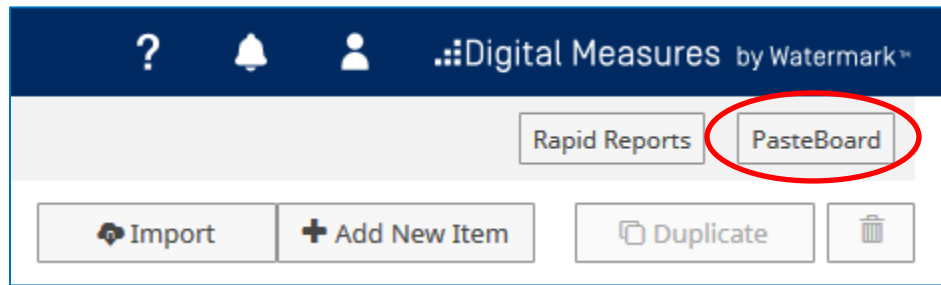 ? Digital Measures by Watermark™
Rapid Reports PasteBoard
Import + Add New Item Duplicate